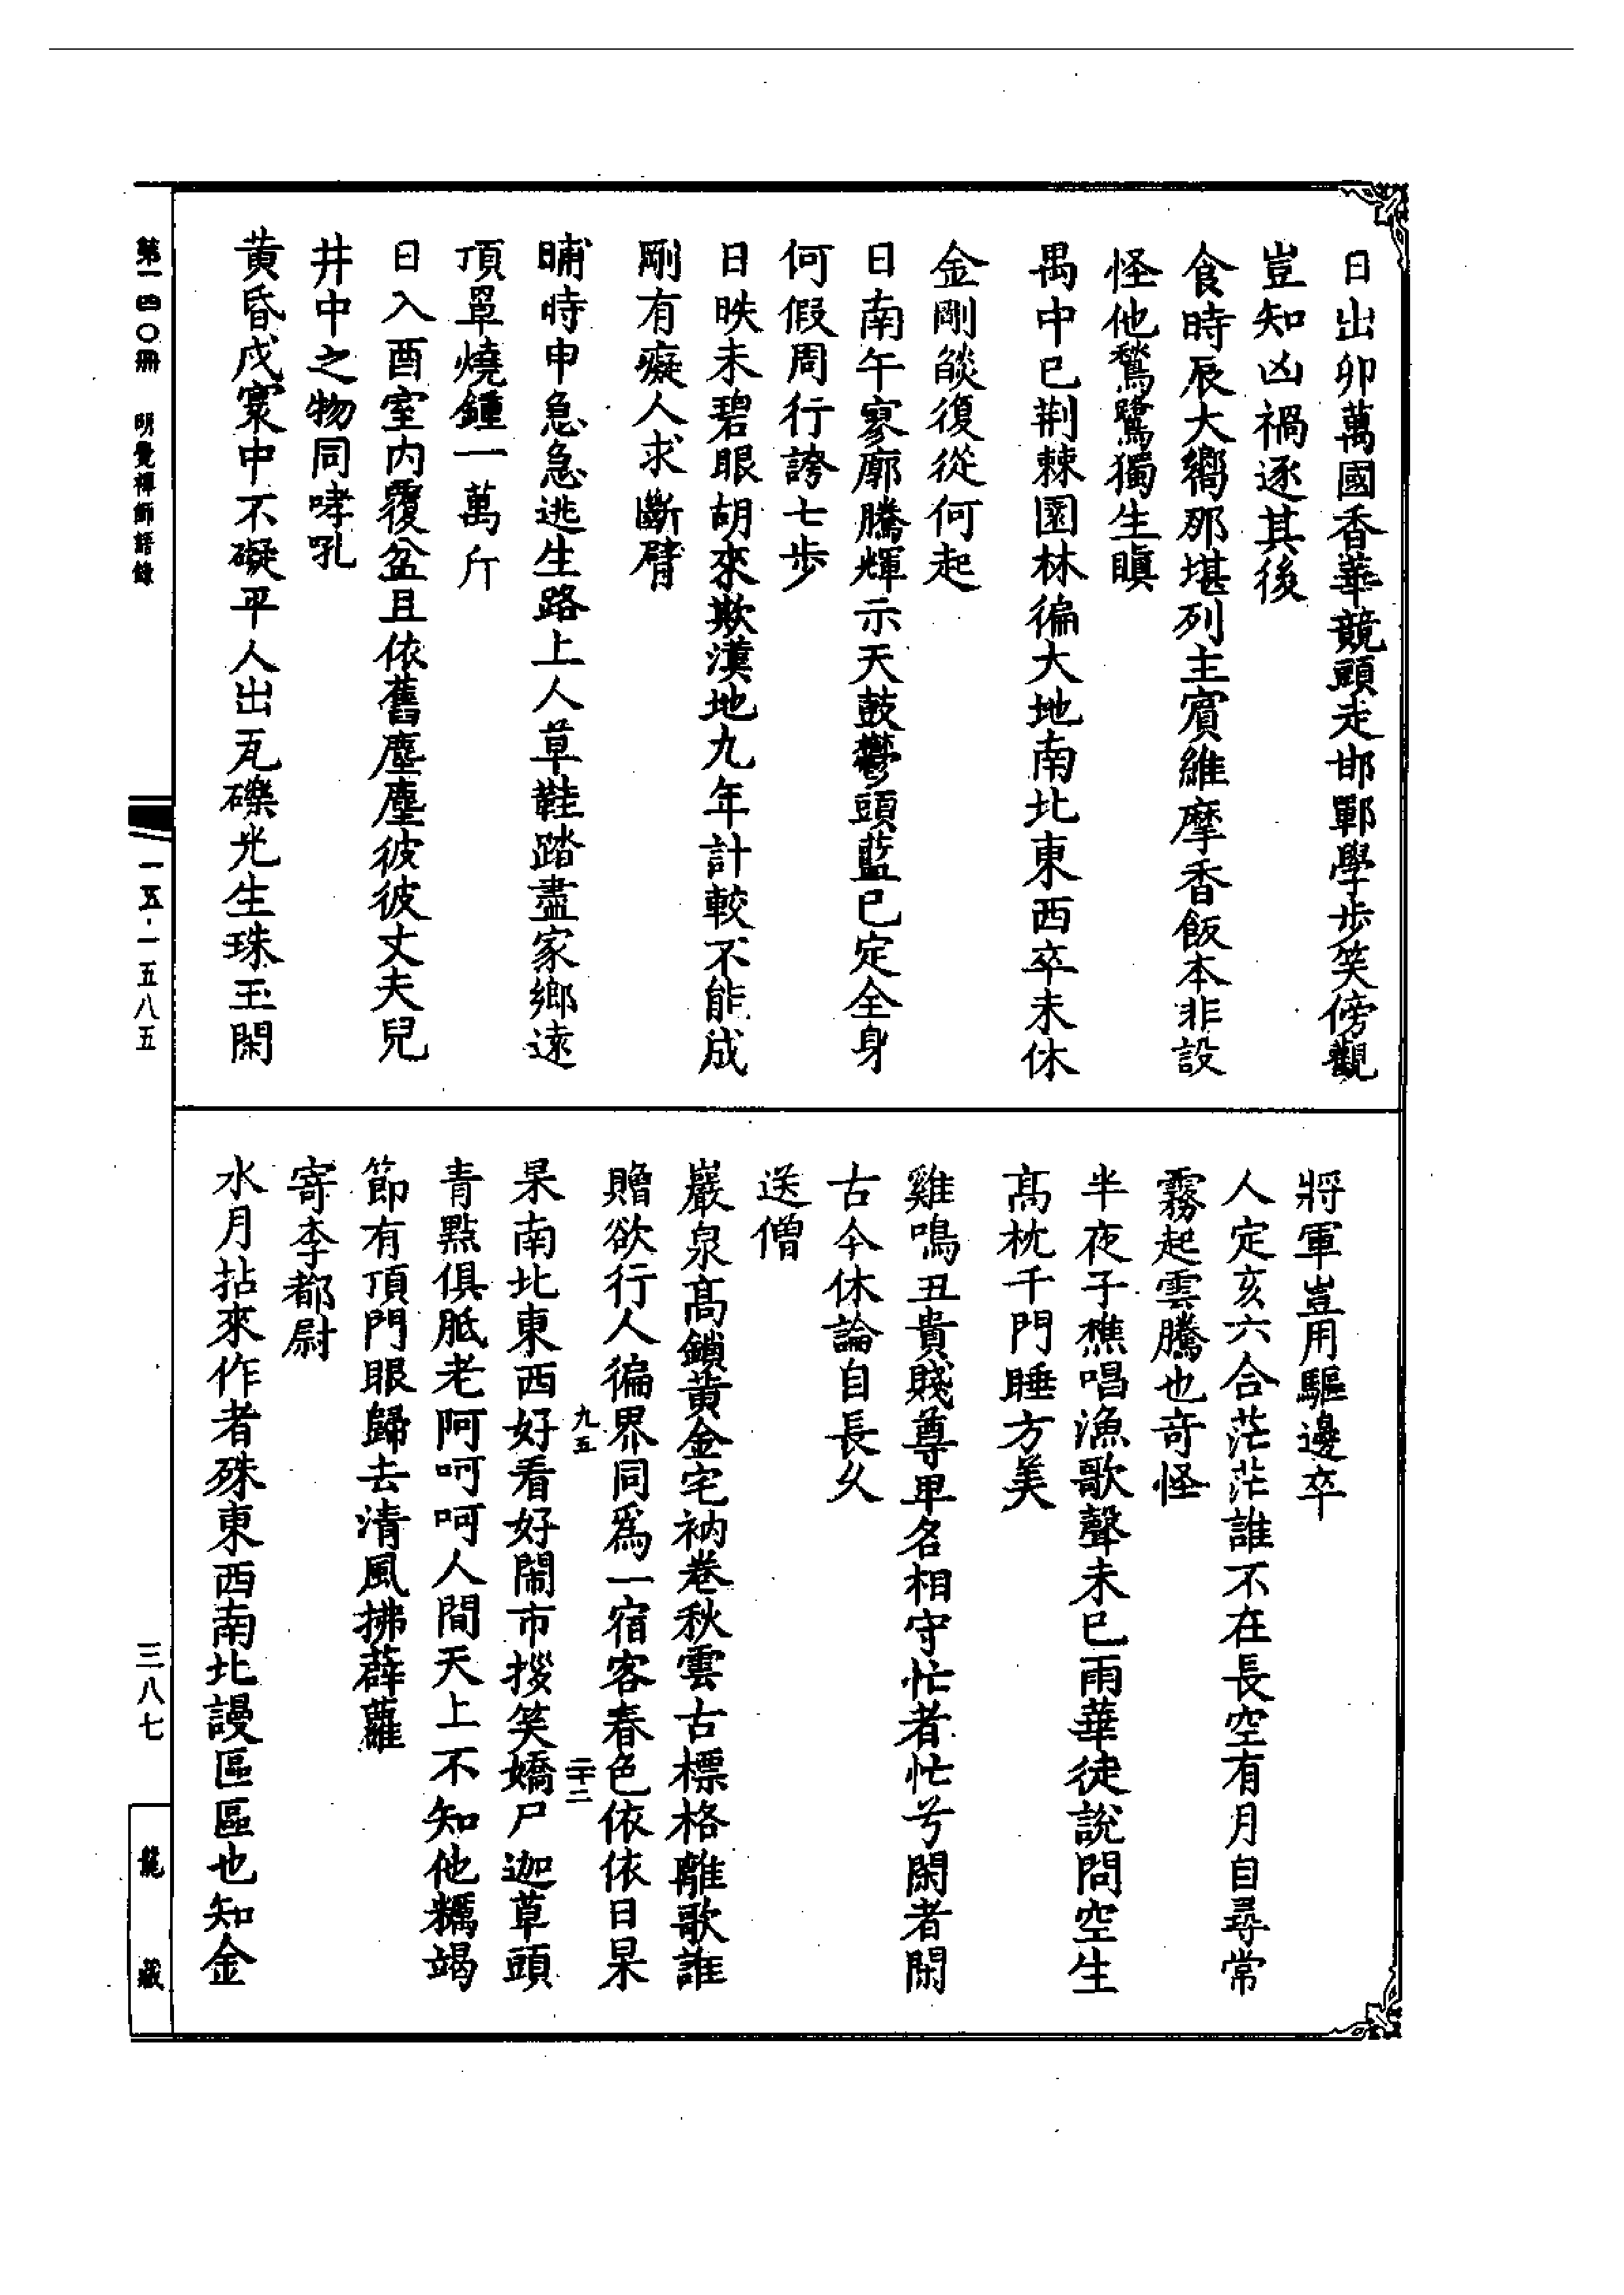 日出卯萬國香華競頭走邯鄲學步笑傍觀
豈知凶禍逐其後
食時辰大嚮那堪列主賓維摩香飯本非設
怪他鶖鷺獨生瞋
禺中巳荆棘園林徧大地南北東西卒未休
金剛燄復從何起
日南午寥廓騰輝示天鼓鬱頭藍已定全身
何假周行誇七步
日昳未碧眼胡來欺漢地九年計較不能成
剛有癡人求斷臂
晡時申急急逃生路上人草鞋踏盡家鄉遠
頂罩燒鍾一萬斤
日入酉室内覆盆且依舊塵塵彼彼丈夫兒
井中之物同哮吼
黄昏戌寰中不礙平人出瓦礫光生珠玉閑
將軍豈用驅邊卒
人定亥六合茫茫誰不在長空有月自尋常
霧起雲騰也奇怪
半夜子樵唱漁歌聲未已雨華徒說問空生
髙枕千門睡方美
雞鳴丑貴賤尊卑名相守忙者忙兮閑者閑
古今休論自長久
送僧
巖泉髙鎖黄金宅衲卷秋雲古標格離歌誰
贈欲行人徧界同爲一宿客春色依依日杲
杲南北東西好看好鬧市拶笑嬌尸迦草頭
青點俱胝老阿呵呵人間天上不知他糲竭
節有頂門眼歸去清風拂薜蘿
寄李都尉
水月拈來作者殊東西南北謾區區也知金
九五
二十二
第一四〇冊 明覺禪師語錄
一五·一五八五
三八七
龍藏